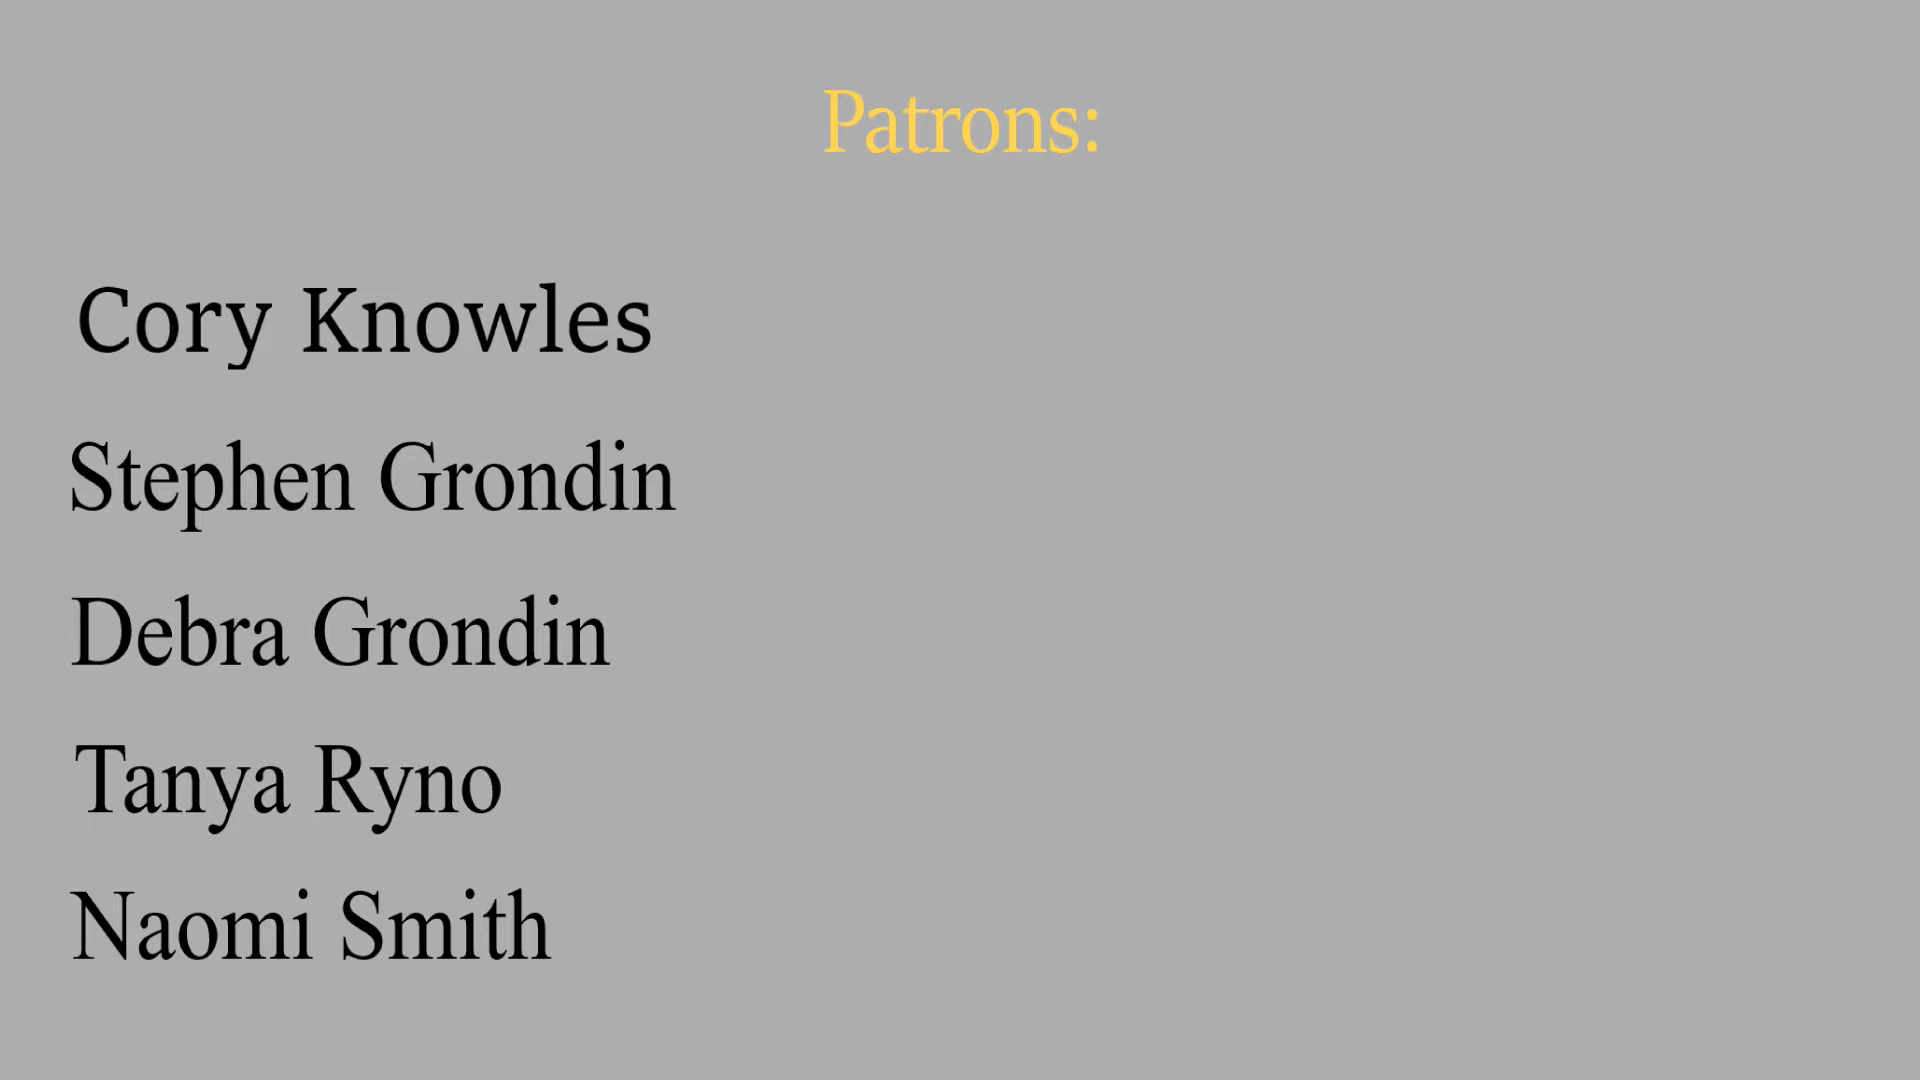 Patrons:
Cory Knowles
Stephen Grondin
Debra Grondin
Tanya Ryno
Naomi Smith